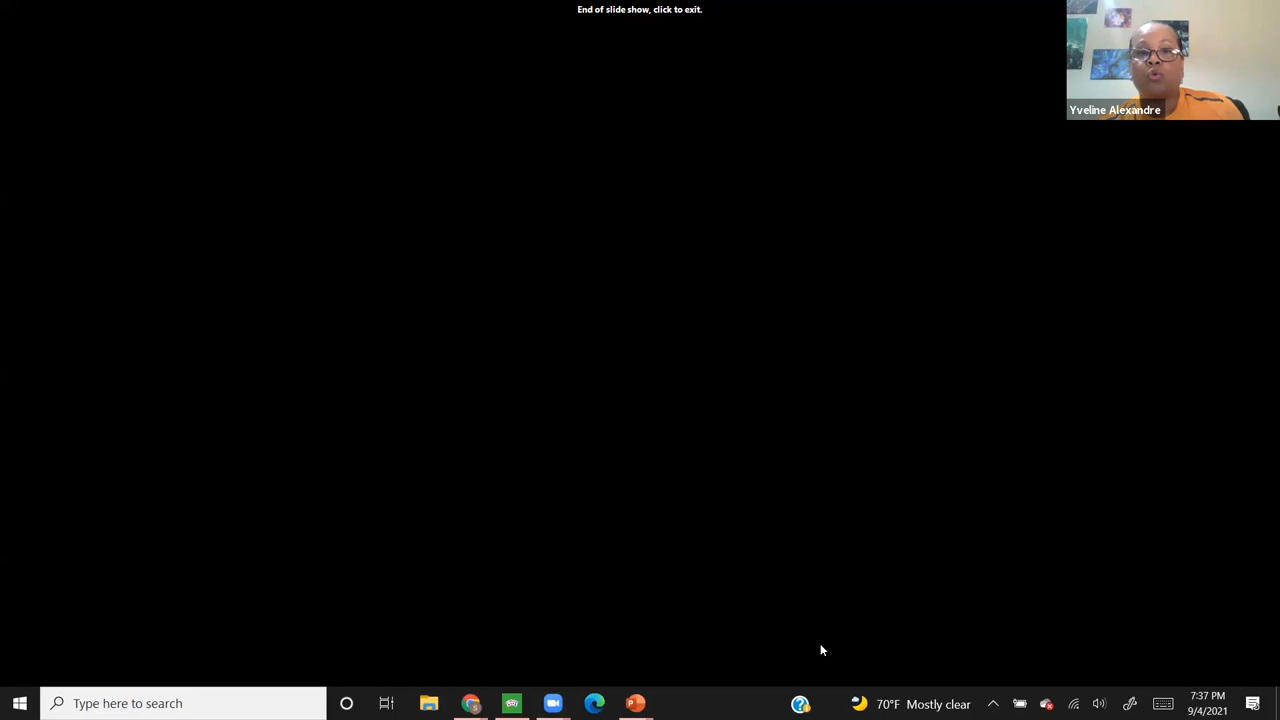 End of slide show, click to exit.
Yveline Alexandre
Type here to search
70°F Mostly clear
7:37 PM
9/4/2021